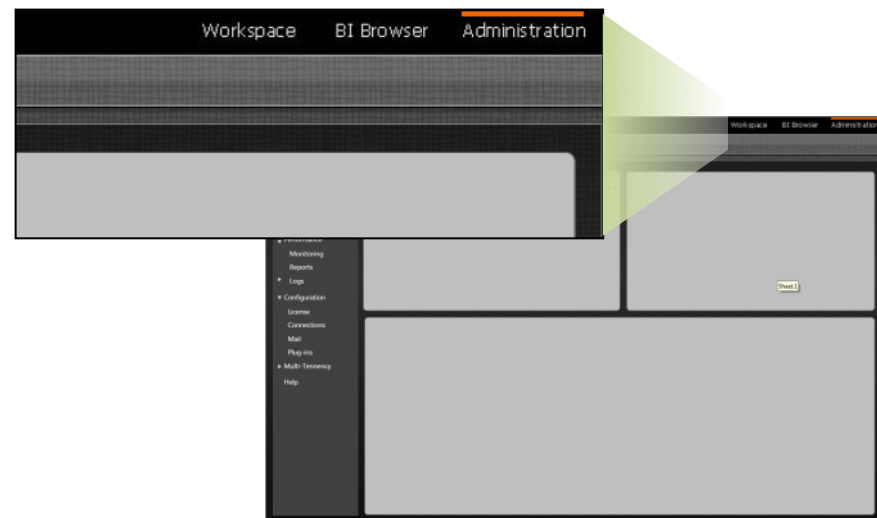 Workspace BI Browser Administration
Workspace BI Browser Administration
Performance
Monitoring
Reports
Logs
Configuration
License
Connections
Mail
Plug-ins
Multi-Tennency
Help
Sheet1